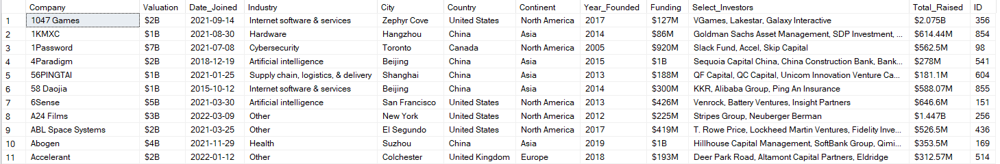 Company Valuation Date_Joined Industry City Country Continent Year_Founded Funding Select_Investors Total_Raised ID
1 1047 Games $2B 2021-09-14 Internet software & services Zephyr Cove United States North America 2017 $127M VGames, Lakestar, Galaxy Interactive $2.075B 356
2 1KMXC $1B 2021-08-30 Hardware Hangzhou China Asia 2014 $86M Goldman Sachs Asset Management, SDP Investment, ... $614.44M 854
3 1Password $7B 2021-07-08 Cybersecurity Toronto Canada North America 2005 $920M Slack Fund, Accel, Skip Capital $562.5M 98
4 4Paradigm $2B 2018-12-19 Artificial intelligence Beijing China Asia 2015 $1B Sequoia Capital China, China Construction Bank, Bank... $278M 541
5 56PINGTAI $1B 2021-01-25 Supply chain, logistics, & delivery Shanghai China Asia 2013 $188M QF Capital, QC Capital, Unicom Innovation Venture Ca... $181.1M 604
6 58 Daojia $1B 2015-10-12 Internet software & services Beijing China Asia 2014 $300M KKR, Alibaba Group, Ping An Insurance $588.07M 855
7 6Sense $5B 2021-03-30 Artificial intelligence San Francisco United States North America 2013 $426M Venrock, Battery Ventures, Insight Partners $646.6M 151
8 A24 Films $3B 2022-03-09 Other New York United States North America 2012 $225M Stripes Group, Neuberger Berman $1.447B 256
9 ABL Space Systems $2B 2021-03-25 Other El Segundo United States North America 2017 $419M T. Rowe Price, Lockheed Martin Ventures, Fidelity Inve... $526.5M 436
10 Abogen $4B 2021-11-29 Health Suzhou China Asia 2019 $1B Hillhouse Capital Management, SoftBank Group, Qimi... $353.5M 169
11 Accelerant $2B 2022-01-12 Other Colchester United Kingdom Europe 2018 $193M Deer Park Road, Altamont Capital Partners, Eldridge $312.57M 514